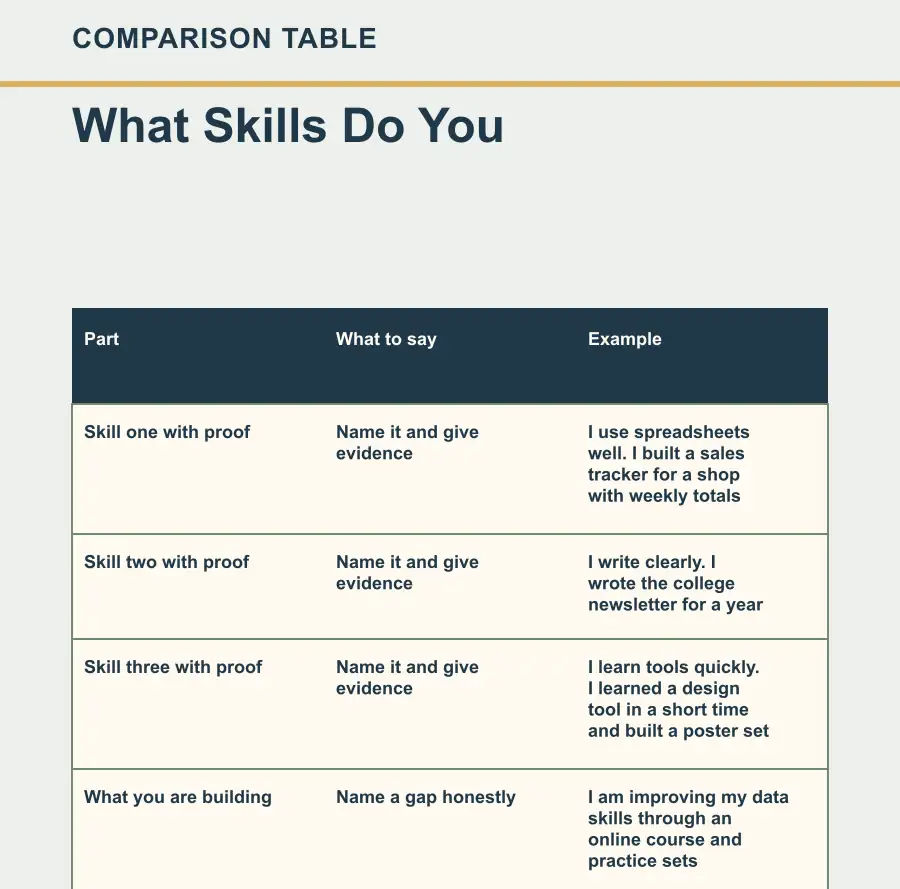 COMPARISON TABLE
What Skills Do You
Part
What to say
Example
Skill one with proof
Name it and give
evidence
I use spreadsheets
well. I built a sales
tracker for a shop
with weekly totals
Skill two with proof
Name it and give
evidence
I write clearly. I
wrote the college
newsletter for a year
Skill three with proof
Name it and give
evidence
I learn tools quickly.
I learned a design
tool in a short time
and built a poster set
What you are building
Name a gap honestly
I am improving my data
skills through an
online course and
practice sets